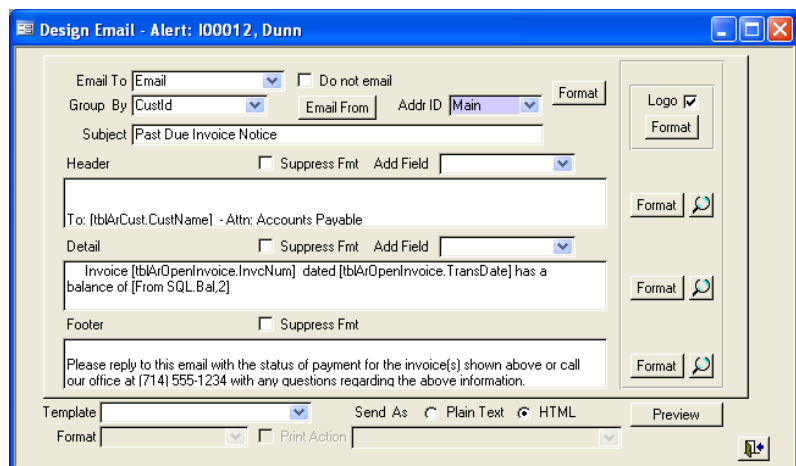 Design Email - Alert: I00012, Dunn
Email To Email Do not email
Format
Group By CustId Email From Addr ID Main
Logo
Format
Subject Past Due Invoice Notice
Header Suppress Fmt Add Field
To: [tblArCust.CustName] - Attn: Accounts Payable
Format
Detail Suppress Fmt Add Field
Invoice [tblArOpenInvoice.InvcNum] dated [tblArOpenInvoice.TransDate] has a
balance of [From SQL.Bal,2]
Format
Footer Suppress Fmt
Please reply to this email with the status of payment for the invoice(s) shown above or call
our office at (714) 555-1234 with any questions regarding the above information.
Format
Template Send As Plain Text HTML Preview
Format Print Action